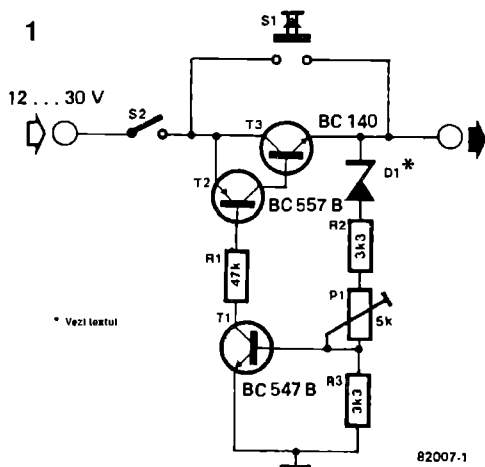 1
S1
12 ... 30 V
S2
T3
BC 140
D1*
T2
BC 557 B
R2
3k3
R1
47k
P1
5k
* Vezi textul
T1
BC 547 B
R3
3k3
82007-1